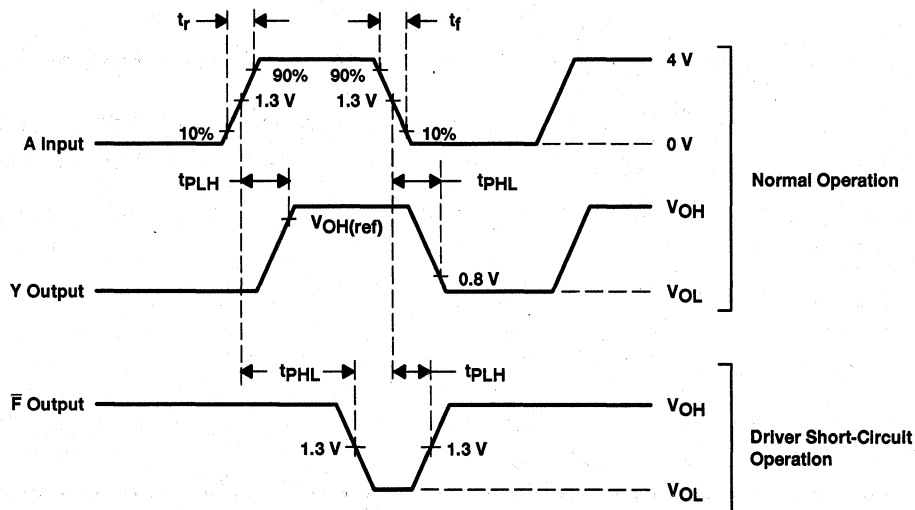 tr
tf
90%
90%
4 V
1.3 V
1.3 V
10%
10%
A Input
0 V
tPLH
tPHL
Normal Operation
VOH
VOH(ref)
0.8 V
Y Output
VOL
tPHL
tPLH
F̅ Output
VOH
1.3 V
1.3 V
Driver Short-Circuit
Operation
VOL